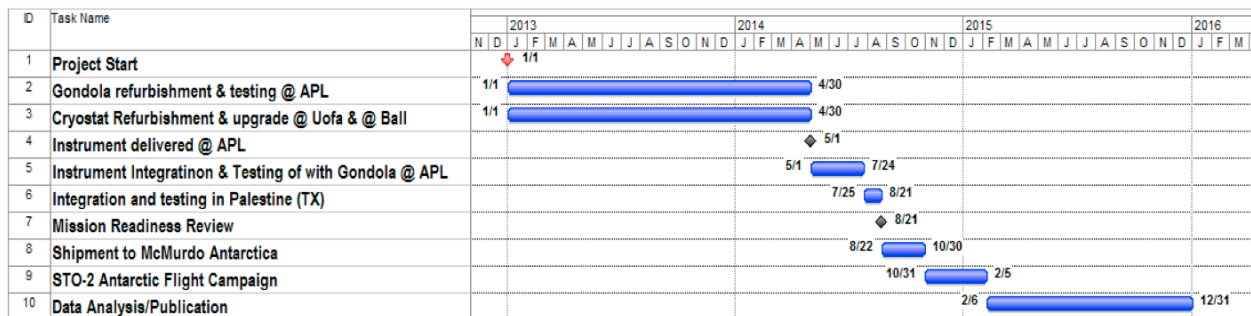 ID Task Name 2013 2014 2015 2016
N D J F M A M J J A S O N D J F M A M J J A S O N D J F M A M J J A S O N D J F M
1 Project Start 1/1
2 Gondola refurbishment & testing @ APL 1/1 4/30
3 Cryostat Refurbishment & upgrade @ Uofa & @ Ball 1/1 4/30
4 Instrument delivered @ APL 5/1
5 Instrument Integratinon & Testing of with Gondola @ APL 5/1 7/24
6 Integration and testing in Palestine (TX) 7/25 8/21
7 Mission Readiness Review 8/21
8 Shipment to McMurdo Antarctica 8/22 10/30
9 STO-2 Antarctic Flight Campaign 10/31 2/5
10 Data Analysis/Publication 2/6 12/31